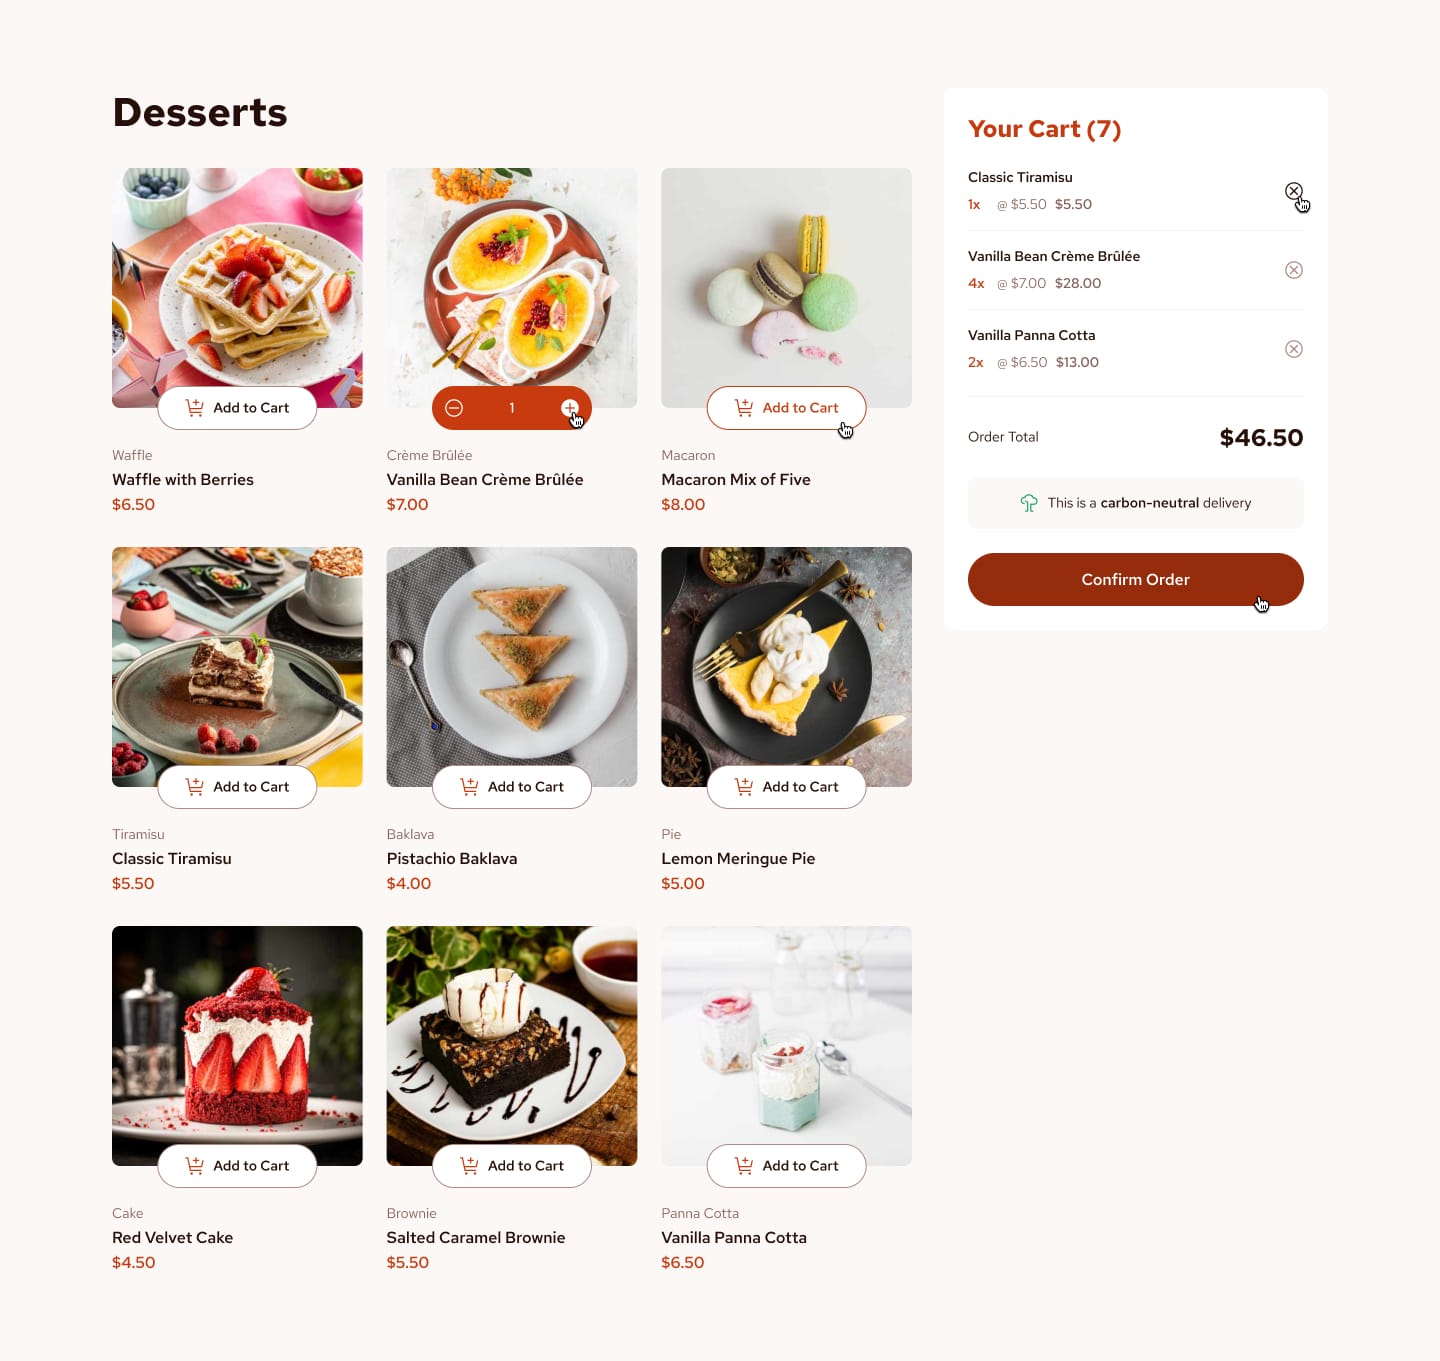 Desserts
Add to Cart
Waffle
Waffle with Berries
$6.50
1
Crème Brûlée
Vanilla Bean Crème Brûlée
$7.00
Add to Cart
Macaron
Macaron Mix of Five
$8.00
Add to Cart
Tiramisu
Classic Tiramisu
$5.50
Add to Cart
Baklava
Pistachio Baklava
$4.00
Add to Cart
Pie
Lemon Meringue Pie
$5.00
Add to Cart
Cake
Red Velvet Cake
$4.50
Add to Cart
Brownie
Salted Caramel Brownie
$5.50
Add to Cart
Panna Cotta
Vanilla Panna Cotta
$6.50
Your Cart (7)
Classic Tiramisu
1x @ $5.50 $5.50
Vanilla Bean Crème Brûlée
4x @ $7.00 $28.00
Vanilla Panna Cotta
2x @ $6.50 $13.00
Order Total $46.50
This is a carbon-neutral delivery
Confirm Order